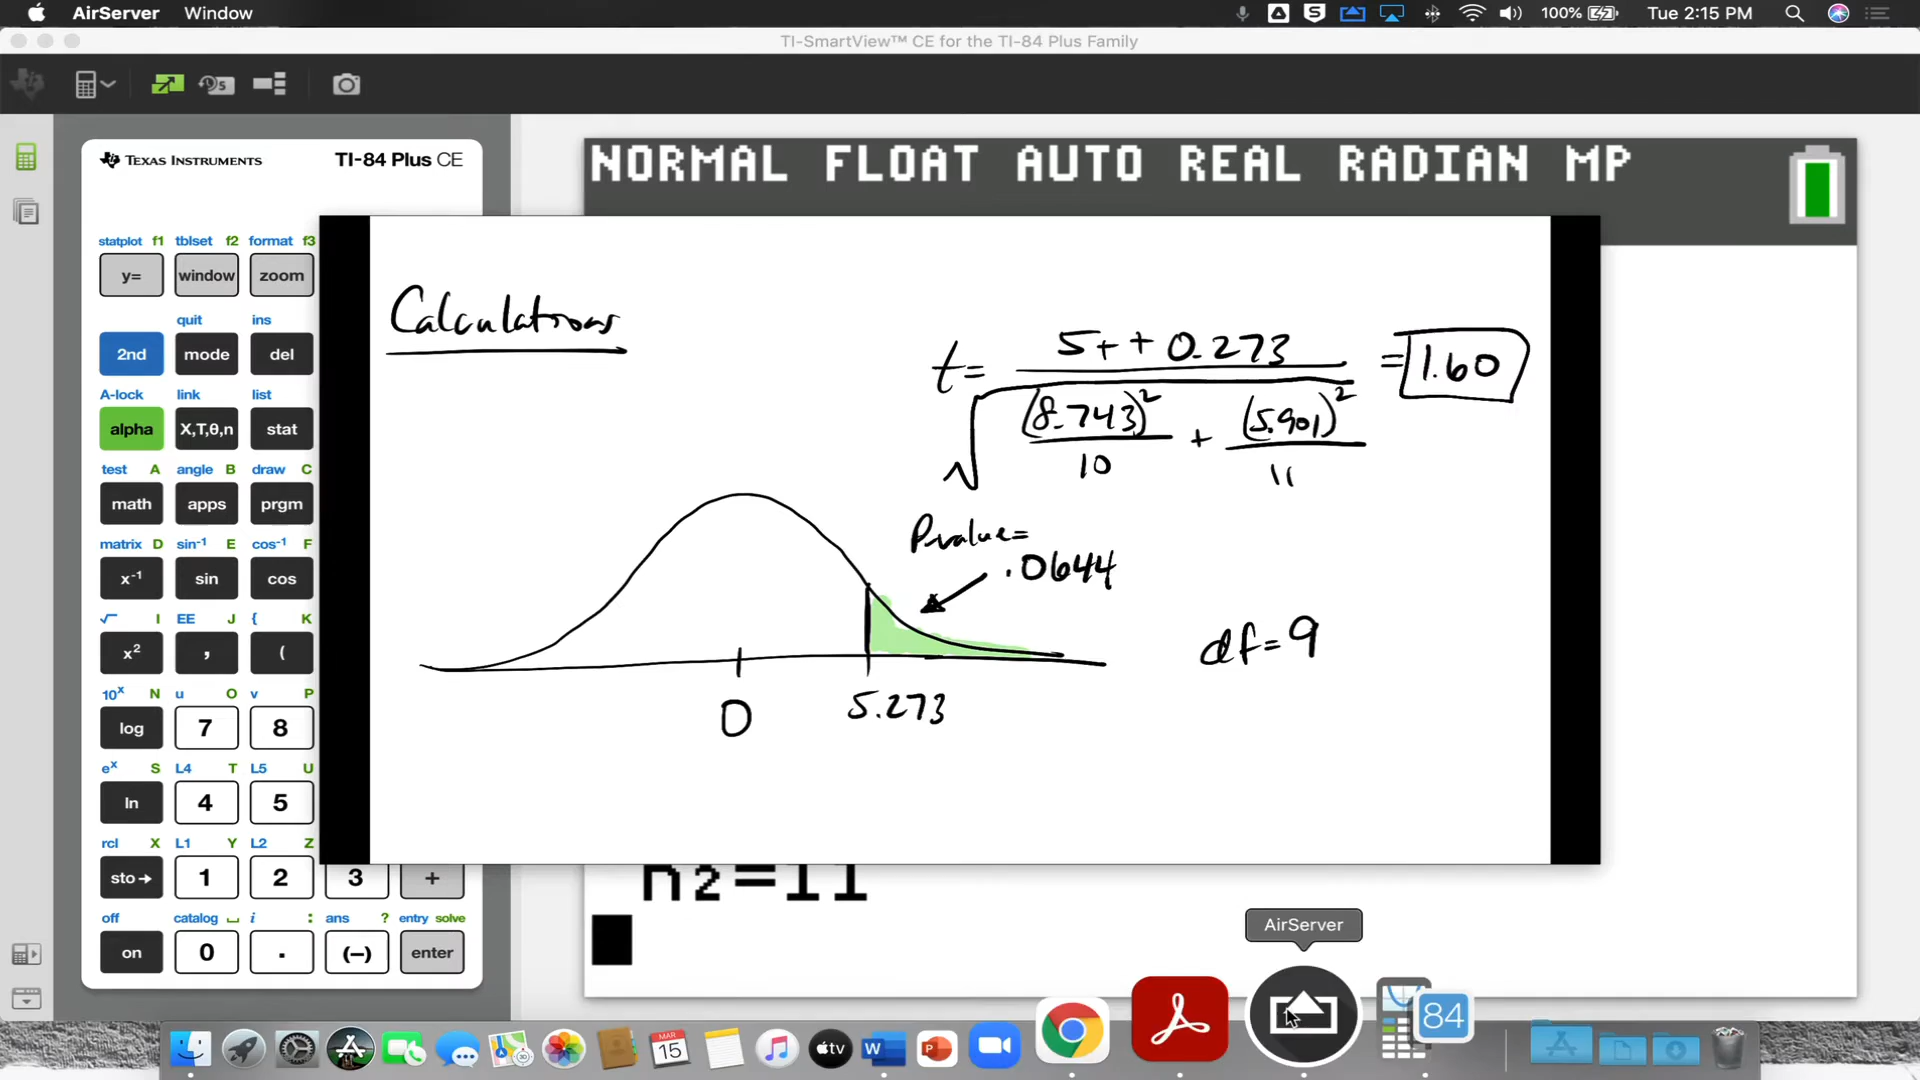 AirServer Window
100% Tue 2:15 PM
TI-SmartView™ CE for the TI-84 Plus Family
TEXAS INSTRUMENTS TI-84 Plus CE
NORMAL FLOAT AUTO REAL RADIAN MP
statplot f1 tblset f2 format f3
y= window zoom
quit ins
2nd mode del
A-lock link list
alpha X,T,θ,n stat
test A angle B draw C
math apps prgm
matrix D sin⁻¹ E cos⁻¹ F
x⁻¹ sin cos
√ I EE J { K
x² , (
10ˣ N u O v P
log 7 8
eˣ S L4 T L5 U
ln 4 5
rcl X L1 Y L2 Z
sto→ 1 2 3 +
off catalog i : ans ? entry solve
on 0 . (−) enter
Calculations
t= 5+ + 0.273 = 1.60
√ (8.743)² + (5.901)²
10 11
Pvalue=
.0644
df=9
0 5.273
n2=11
AirServer
MAR
15
tv
W
P
84